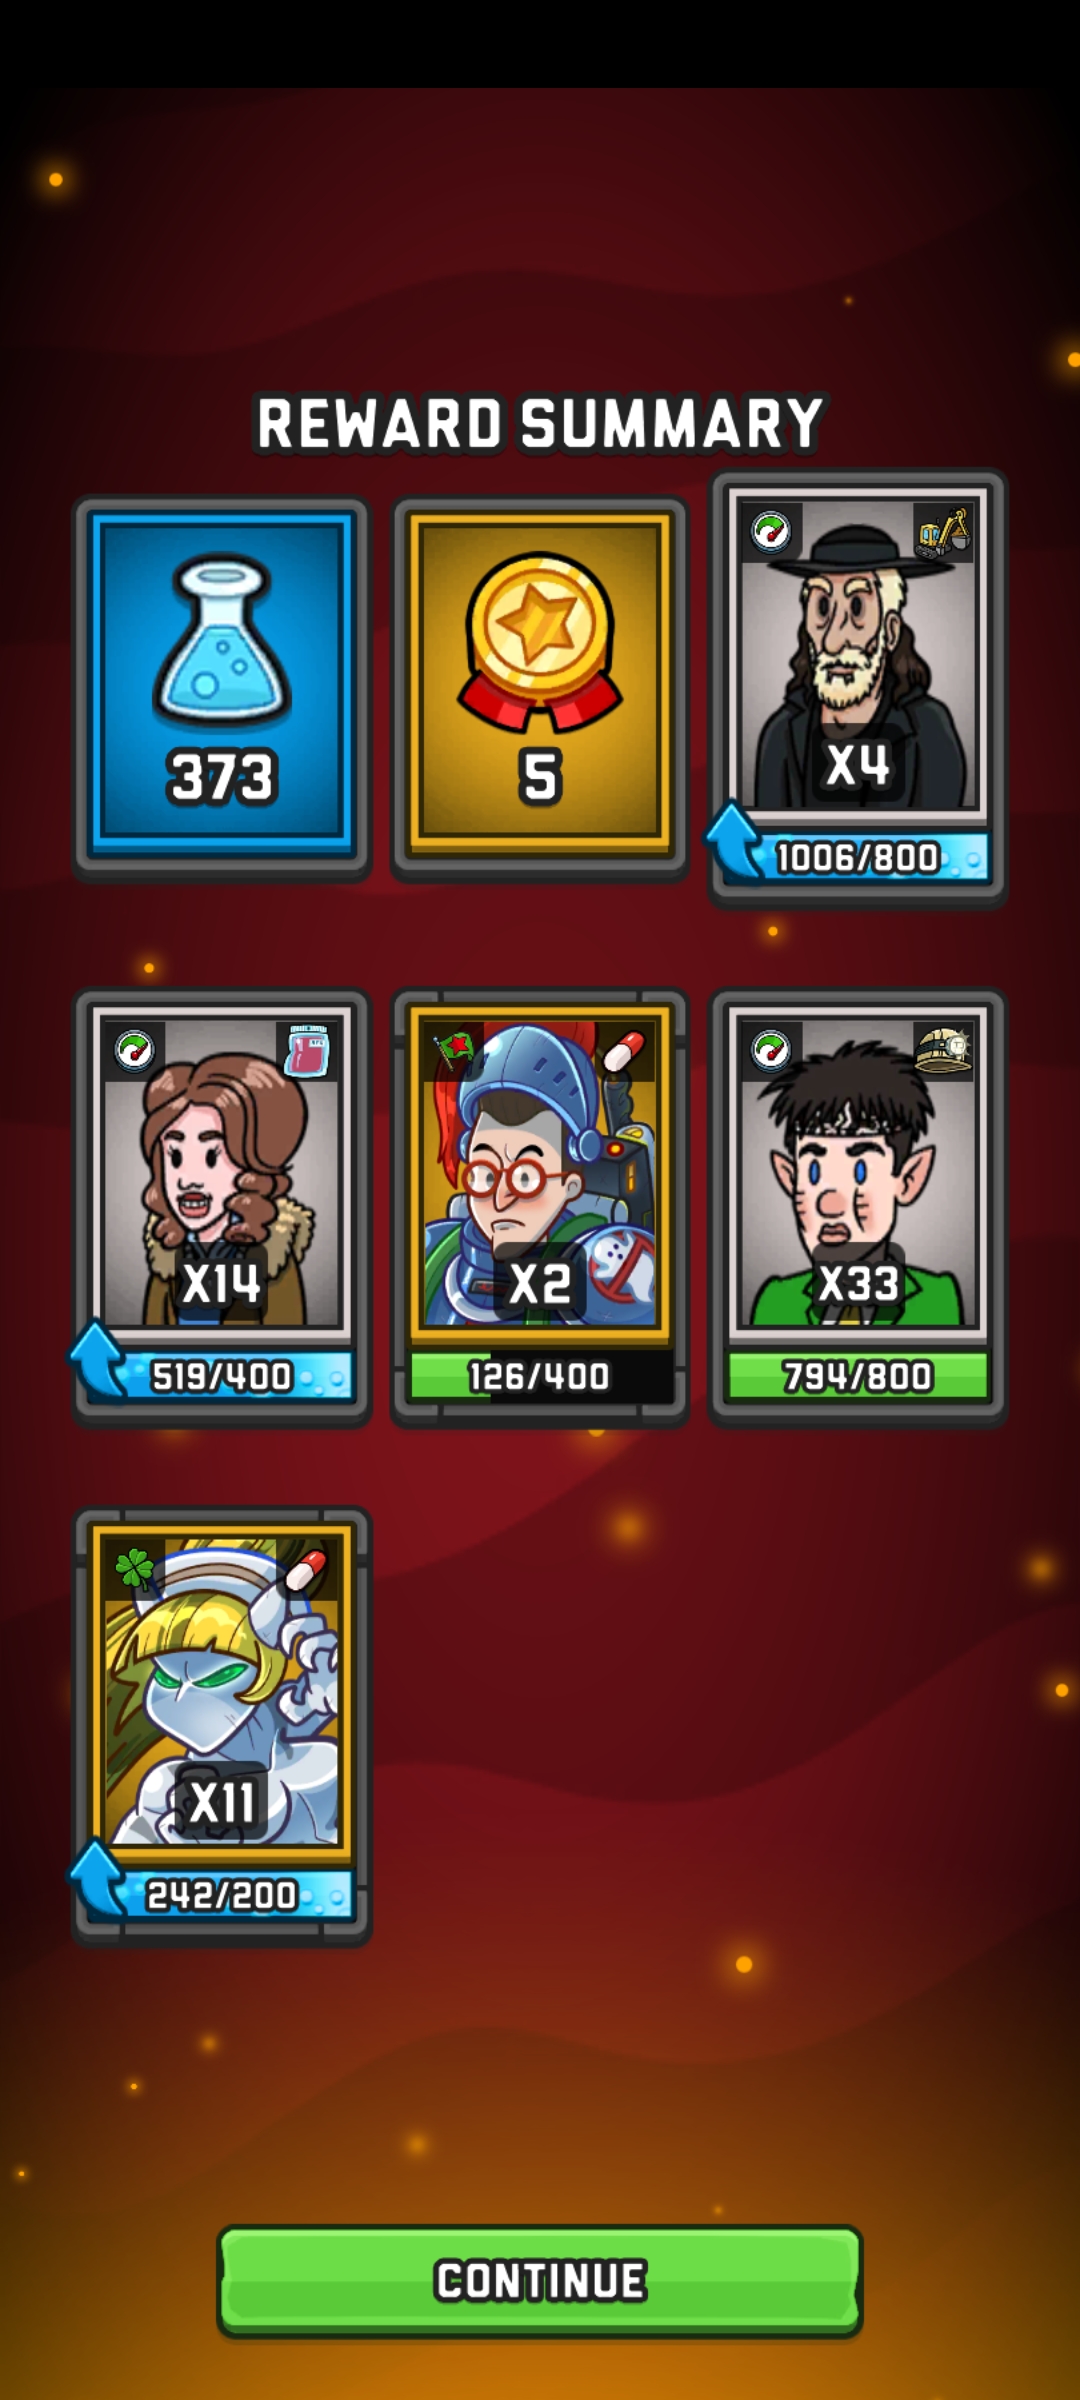 REWARD SUMMARY
373
5
X4
1006/800
X14
519/400
X2
126/400
X33
794/800
X11
242/200
CONTINUE